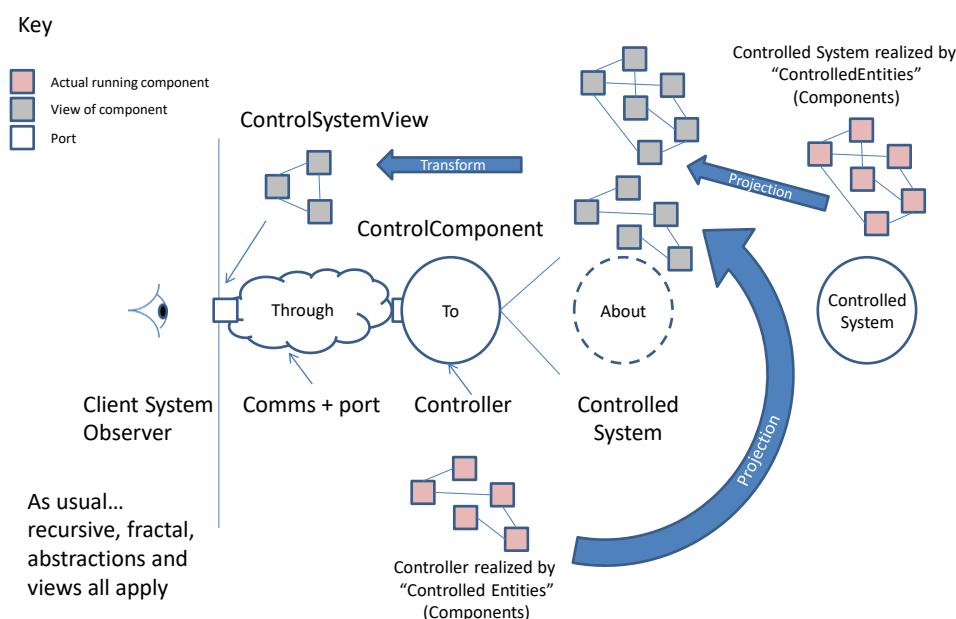 Key
Actual running component
View of component
Port
ControlSystemView
Transform
Projection
Controlled System realized by
“ControlledEntities”
(Components)
ControlComponent
Through
To
About
Controlled
System
Client System
Observer
Comms + port
Controller
Controlled
System
Projection
As usual…
recursive, fractal,
abstractions and
views all apply
Controller realized by
“Controlled Entities”
(Components)